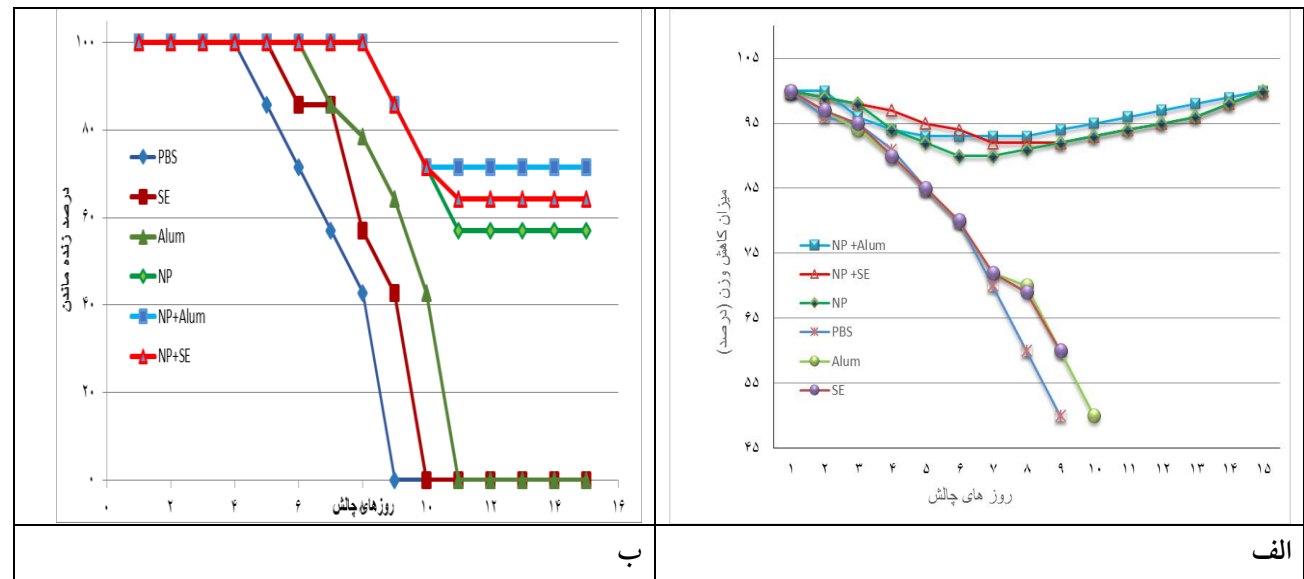 ۱۰۵
۹۵
۸۵
۷۵
۶۵
۵۵
۴۵
میزان کاهش وزن (درصد)
NP +Alum
NP +SE
NP
PBS
Alum
SE
۱ ۲ ۳ ۴ ۵ ۶ ۷ ۸ ۹ ۱۰ ۱۱ ۱۲ ۱۳ ۱۴ ۱۵
روز های چالش
الف
۱۰۰
۸۰
۶۰
۴۰
۲۰
۰
درصد زنده ماندن
PBS
SE
Alum
NP
NP+Alum
NP+SE
۰ ۲ ۴ ۶ ۸ ۱۰ ۱۲ ۱۴ ۱۶
روزهای چالش
ب